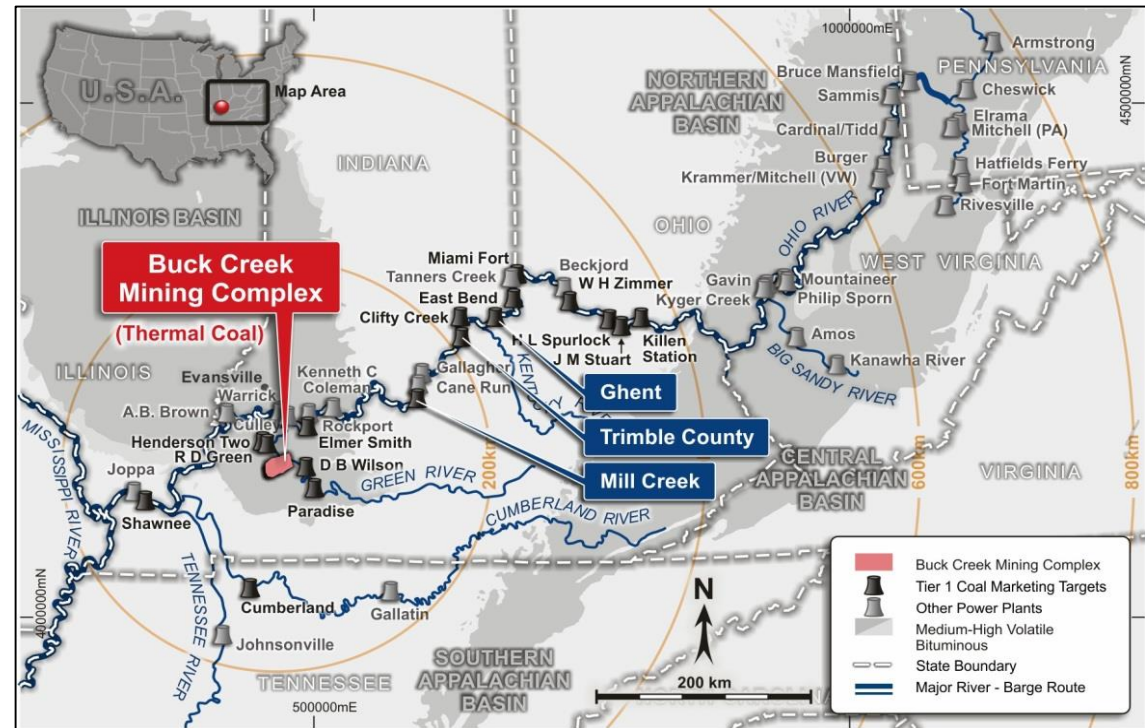 1000000mE
Armstrong
PENNSYLVANIA
NORTHERN
APPALACHIAN
BASIN
Bruce Mansfield
Sammis
Cheswick
4500000mN
U.S.A.
Map Area
Cardinal/Tidd
Elrama
Mitchell (PA)
INDIANA
Burger
Krammer/Mitchell (VW)
Hatfields Ferry
Fort Martin
Rivesville
ILLINOIS BASIN
OHIO
OHIO RIVER
WEST VIRGINIA
Buck Creek
Mining Complex
(Thermal Coal)
Miami Fort
Tanners Creek
Beckjord
W H Zimmer
East Bend
Clifty Creek
Gavin
Kyger Creek
Mountaineer
Philip Sporn
H L Spurlock
J M Stuart
Killen
Station
Amos
Kanawha River
BIG SANDY RIVER
ILLINOIS
Evansville
Warrick
Kenneth C
Coleman
Gallagher
Cane Run
Ghent
A.B. Brown
Culley
Rockport
Elmer Smith
Henderson Two
R D Green
Trimble County
D B Wilson
MISSISSIPPI RIVER
Joppa
GREEN RIVER
200km
Mill Creek
CENTRAL
APPALACHIAN
BASIN
600km
VIRGINIA
800km
Shawnee
Paradise
CUMBERLAND RIVER
4000000mN
TENNESSEE
RIVER
Cumberland
Gallatin
Johnsonville
N
SOUTHERN
APPALACHIAN
BASIN
TENNESSEE
200 km
500000mE
Buck Creek Mining Complex
Tier 1 Coal Marketing Targets
Other Power Plants
Medium-High Volatile
Bituminous
State Boundary
Major River - Barge Route